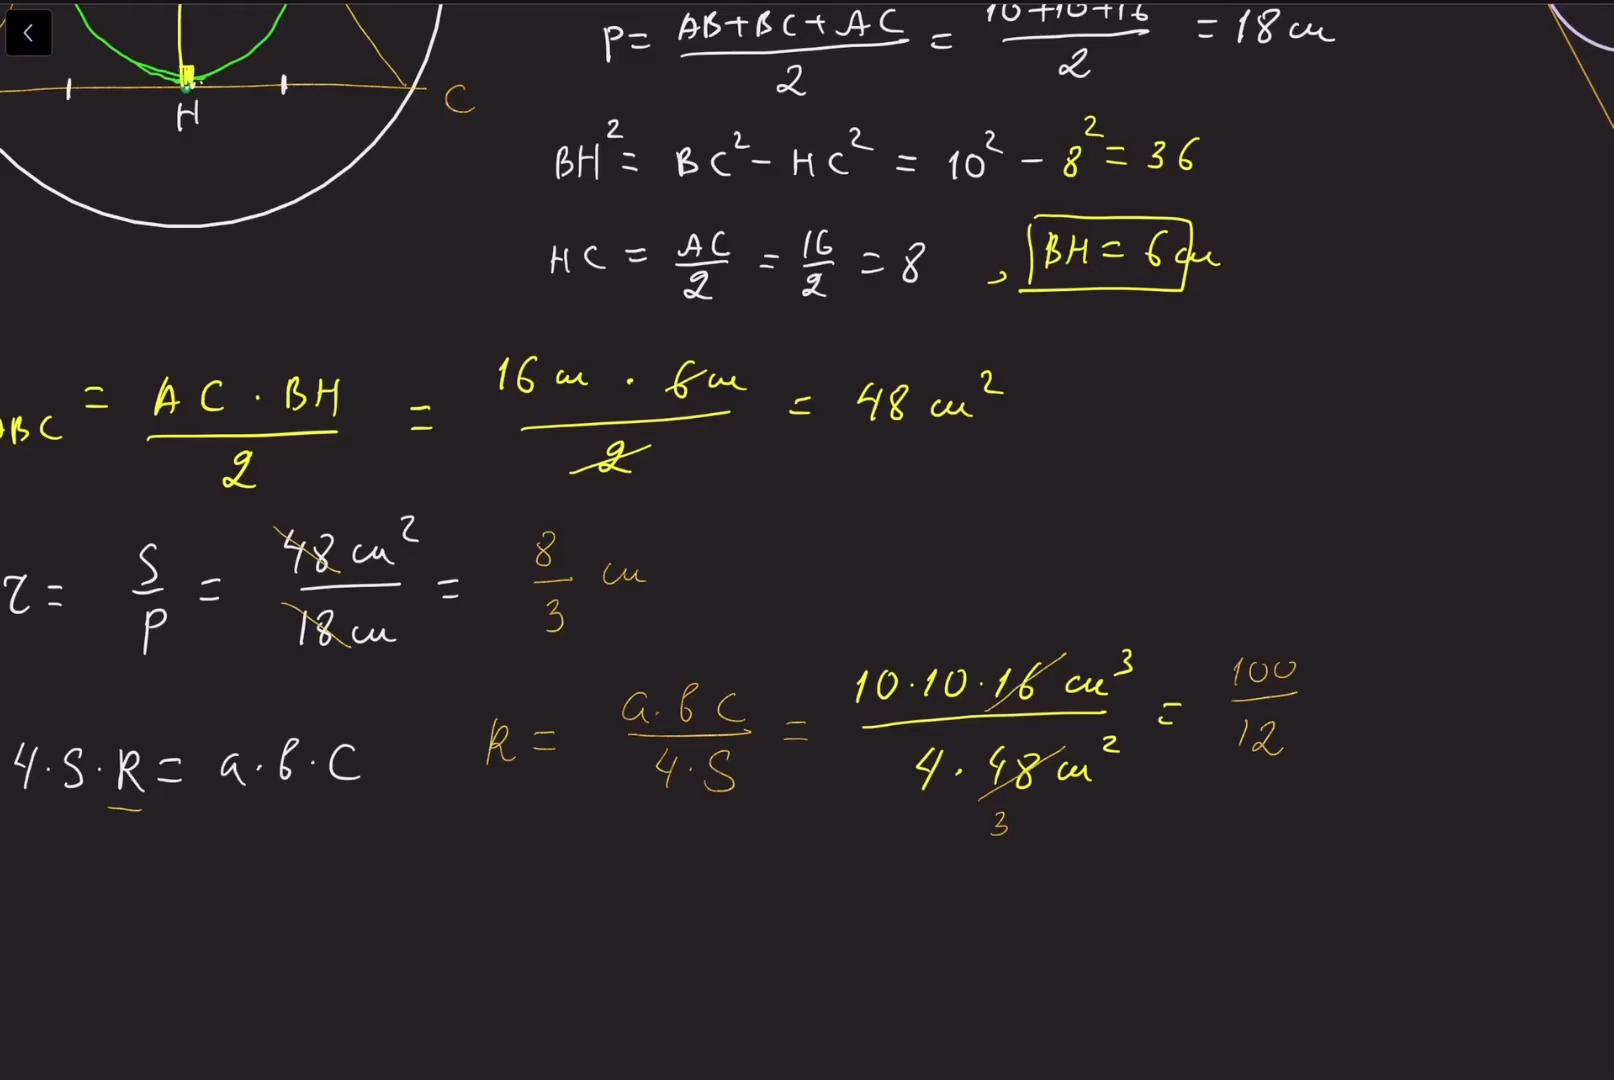 P = AB+BC+AC / 2 = 10+10+16 / 2 = 18 см
H
C
BH² = BC² - HC² = 10² - 8² = 36
HC = AC/2 = 16/2 = 8 , BH = 6 см
ABC = AC · BH / 2 = 16 см · 6 см / 2 = 48 см²
r = S/P = 48 см² / 18 см = 8/3 см
4·S·R = a·b·c
R = a·b c / 4·S = 10·10·16 см³ / 4·48 см² = 100/12
3